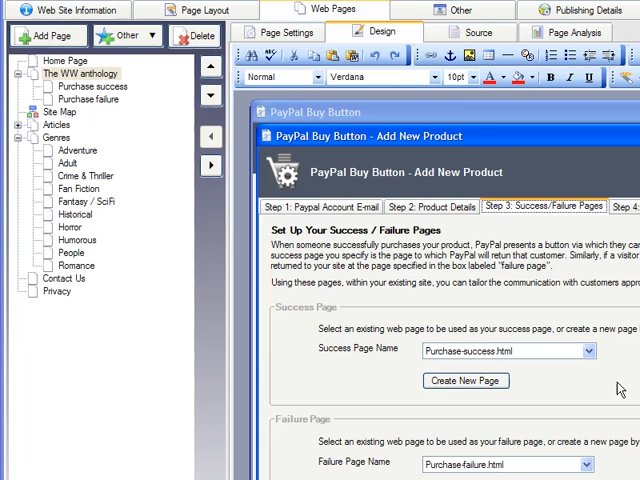 Web Site Information
Page Layout
Web Pages
Other
Publishing Details
Add Page
Other
Delete
Page Settings
Design
Source
Page Analysis
Normal
Verdana
10pt
A
B
I
U
Home Page
The WW anthology
Purchase success
Purchase failure
Site Map
Articles
Genres
Adventure
Adult
Crime & Thriller
Fan Fiction
Fantasy / SciFi
Historical
Horror
Humorous
People
Romance
Contact Us
Privacy
PayPal Buy Button
PayPal Buy Button - Add New Product
PayPal Buy Button - Add New Product
Step 1: Paypal Account E-mail
Step 2: Product Details
Step 3: Success/Failure Pages
Step 4:
Set Up Your Success / Failure Pages
When someone successfully purchases your product, PayPal presents a button via which they can
success page you specify is the page to which PayPal will retun that customer. Similarly, if a visitor
returned to your site at the page specified in the box labeled "failure page".
Using these pages, within your existing site, you can tailor the communication with customers appro
Success Page
Select an existing web page to be used as your success page, or create a new page
Success Page Name
Purchase-success.html
Create New Page
Failure Page
Select an existing web page to be used as your failure page, or create a new page by
Failure Page Name
Purchase-failure.html